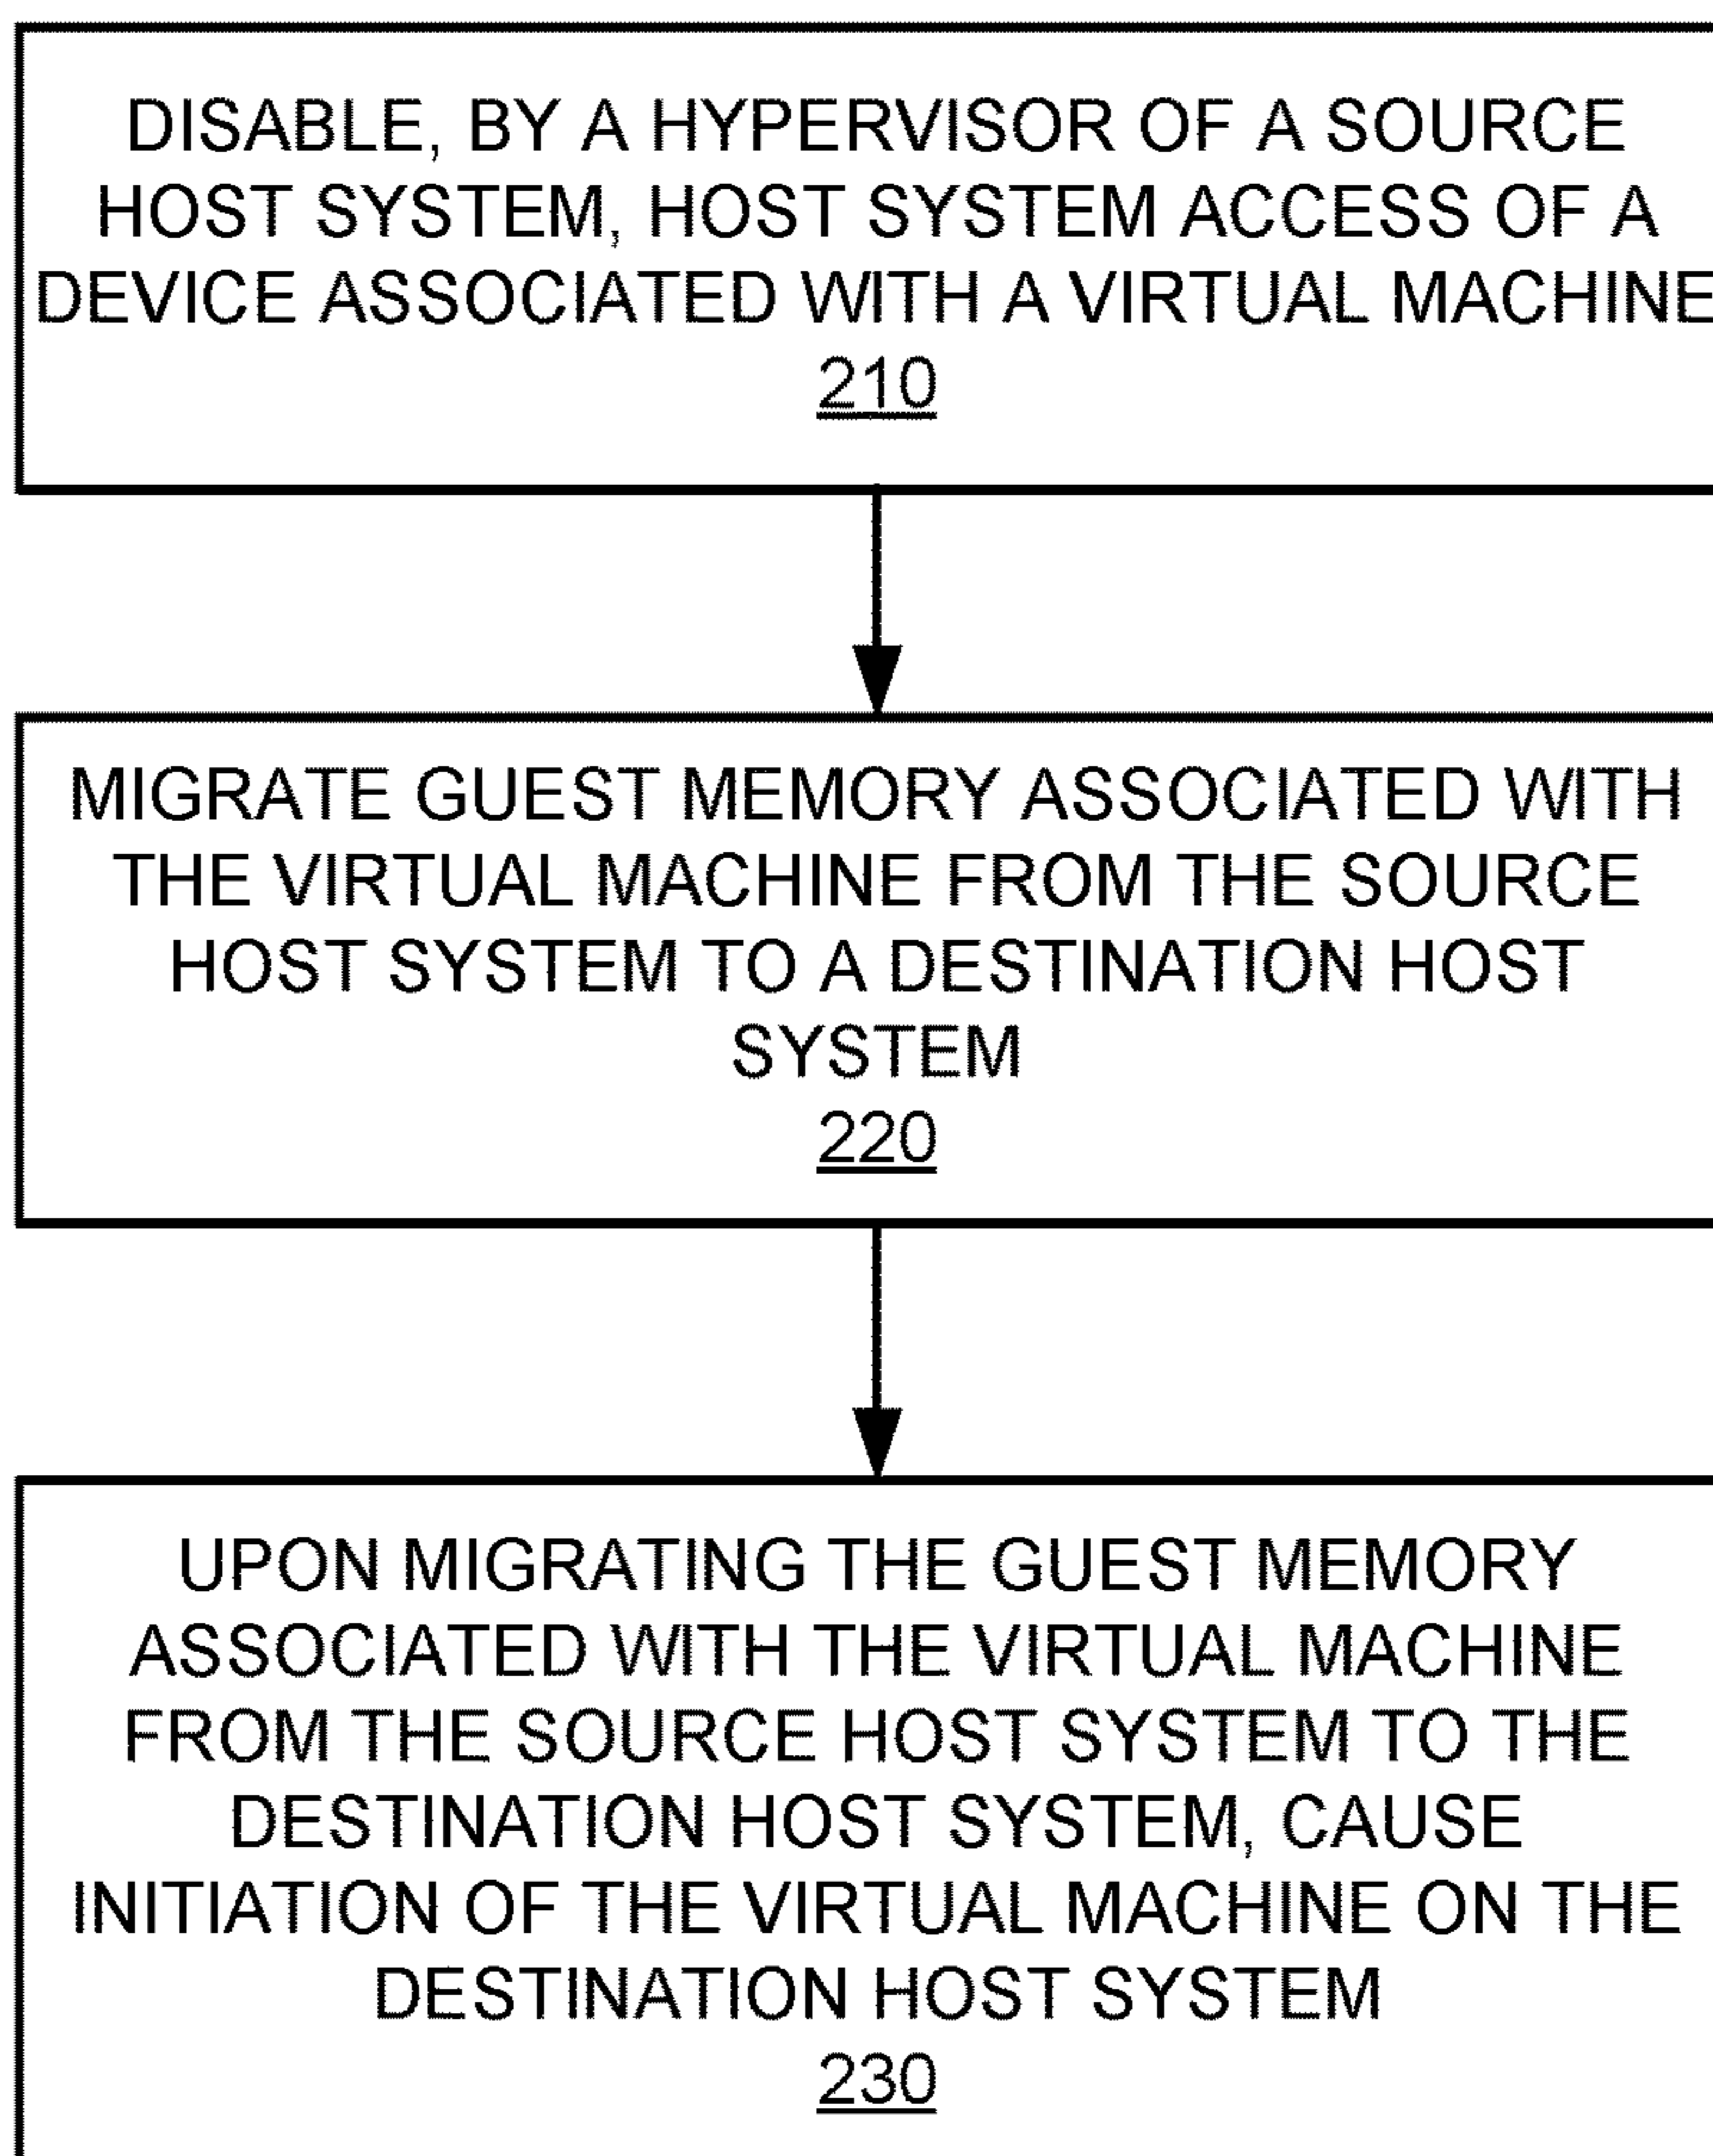 DISABLE, BY A HYPERVISOR OF A SOURCE
HOST SYSTEM, HOST SYSTEM ACCESS OF A
DEVICE ASSOCIATED WITH A VIRTUAL MACHINE
210
MIGRATE GUEST MEMORY ASSOCIATED WITH
THE VIRTUAL MACHINE FROM THE SOURCE
HOST SYSTEM TO A DESTINATION HOST
SYSTEM
220
UPON MIGRATING THE GUEST MEMORY
ASSOCIATED WITH THE VIRTUAL MACHINE
FROM THE SOURCE HOST SYSTEM TO THE
DESTINATION HOST SYSTEM, CAUSE
INITIATION OF THE VIRTUAL MACHINE ON THE
DESTINATION HOST SYSTEM
230